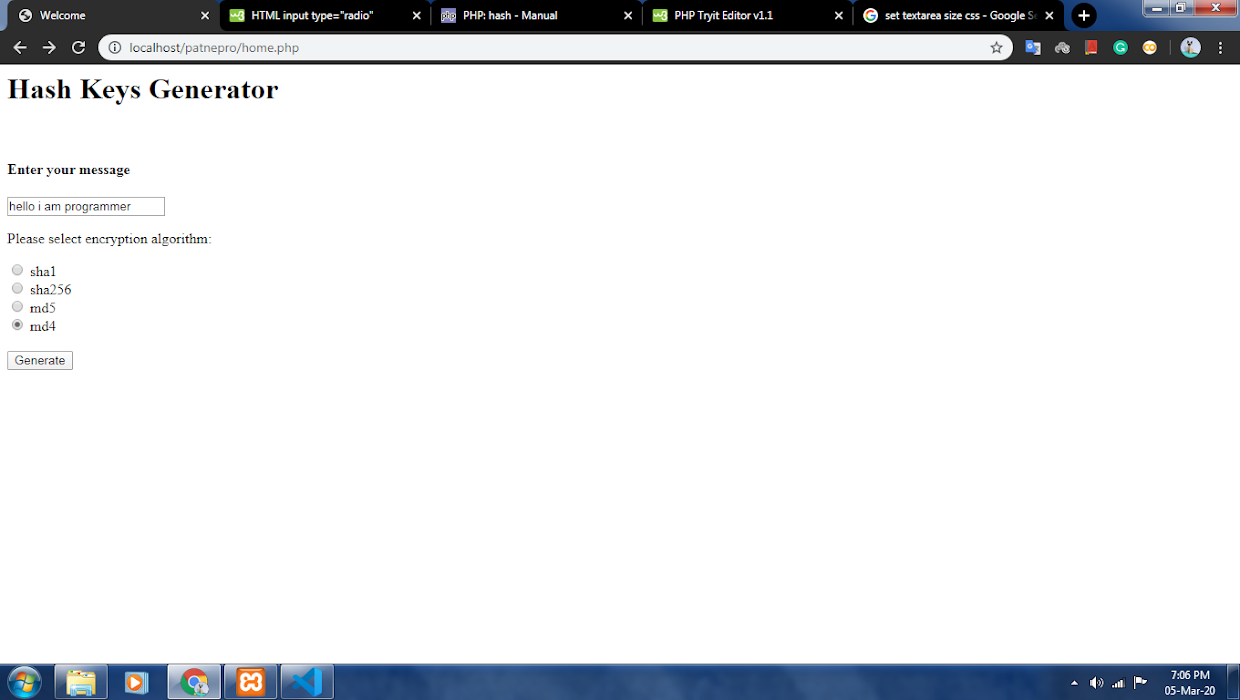 Welcome
HTML input type="radio"
PHP: hash - Manual
PHP Tryit Editor v1.1
set textarea size css - Google Se
localhost/patnepro/home.php
Hash Keys Generator
Enter your message
hello i am programmer
Please select encryption algorithm:
sha1
sha256
md5
md4
Generate
7:06 PM
05-Mar-20